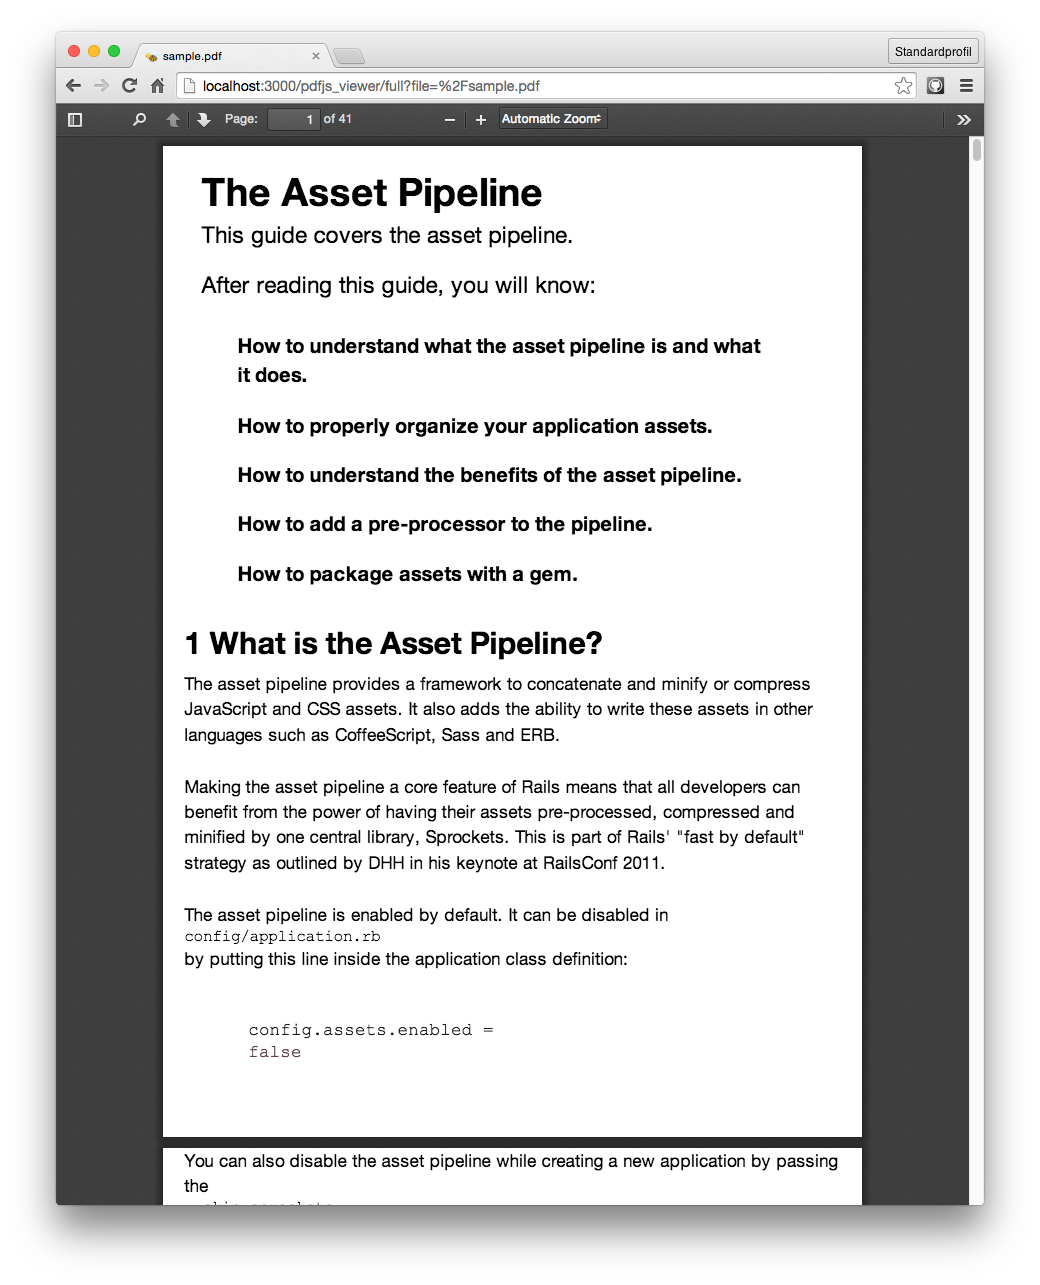 sample.pdf
Standardprofil
localhost:3000/pdfjs_viewer/full?file=%2Fsample.pdf
Page: 1 of 41
Automatic Zoom
The Asset Pipeline
This guide covers the asset pipeline.
After reading this guide, you will know:
How to understand what the asset pipeline is and what
it does.
How to properly organize your application assets.
How to understand the benefits of the asset pipeline.
How to add a pre-processor to the pipeline.
How to package assets with a gem.
1 What is the Asset Pipeline?
The asset pipeline provides a framework to concatenate and minify or compress
JavaScript and CSS assets. It also adds the ability to write these assets in other
languages such as CoffeeScript, Sass and ERB.
Making the asset pipeline a core feature of Rails means that all developers can
benefit from the power of having their assets pre-processed, compressed and
minified by one central library, Sprockets. This is part of Rails' "fast by default"
strategy as outlined by DHH in his keynote at RailsConf 2011.
The asset pipeline is enabled by default. It can be disabled in
config/application.rb
by putting this line inside the application class definition:
config.assets.enabled =
false
You can also disable the asset pipeline while creating a new application by passing
the